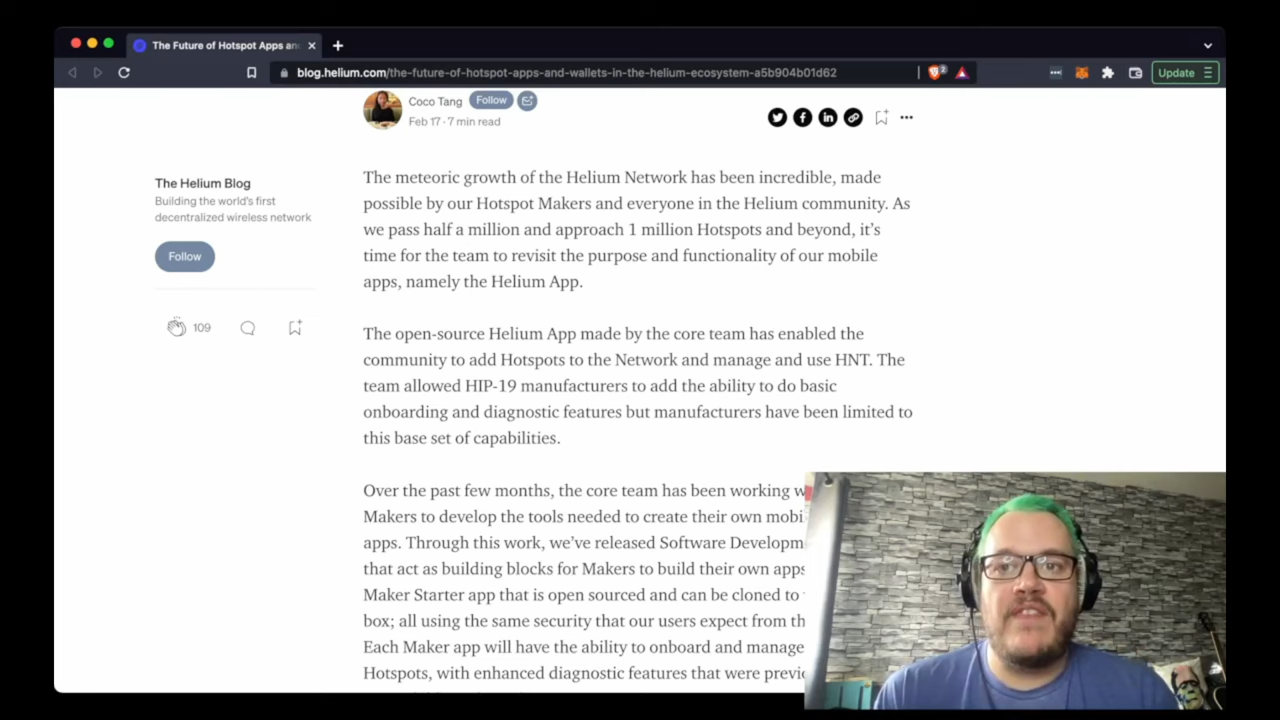 The Future of Hotspot Apps an
blog.helium.com/the-future-of-hotspot-apps-and-wallets-in-the-helium-ecosystem-a5b904b01d62
2
Update
Coco Tang Follow
Feb 17 · 7 min read
The Helium Blog
Building the world's first
decentralized wireless network
Follow
109
The meteoric growth of the Helium Network has been incredible, made
possible by our Hotspot Makers and everyone in the Helium community. As
we pass half a million and approach 1 million Hotspots and beyond, it's
time for the team to revisit the purpose and functionality of our mobile
apps, namely the Helium App.
The open-source Helium App made by the core team has enabled the
community to add Hotspots to the Network and manage and use HNT. The
team allowed HIP-19 manufacturers to add the ability to do basic
onboarding and diagnostic features but manufacturers have been limited to
this base set of capabilities.
Over the past few months, the core team has been working w
Makers to develop the tools needed to create their own mobi
apps. Through this work, we've released Software Developm
that act as building blocks for Makers to build their own apps
Maker Starter app that is open sourced and can be cloned to
box; all using the same security that our users expect from th
Each Maker app will have the ability to onboard and manage
Hotspots, with enhanced diagnostic features that were previo